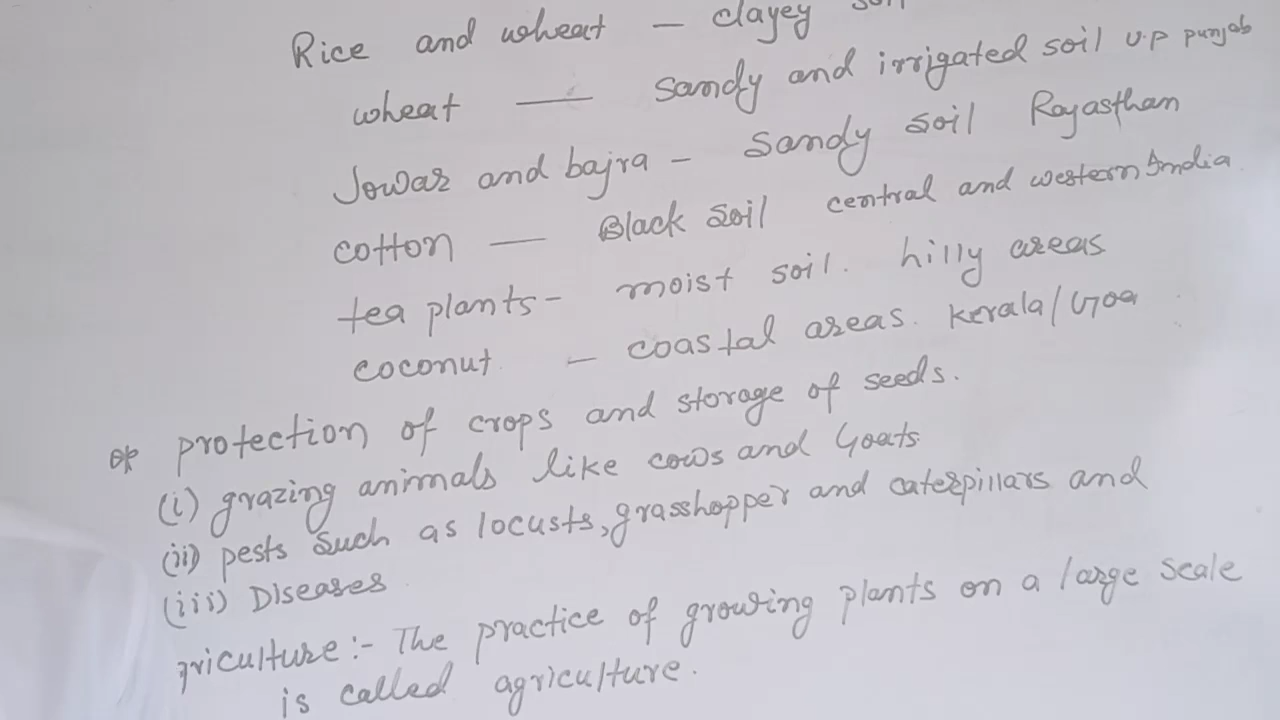 Rice and wheat — clayey soil
wheat — sandy and irrigated soil U.P punjab
Jowar and bajra - sandy soil Rajasthan
cotton — Black soil central and western India
tea plants - moist soil. hilly areas
coconut - coastal areas. Kerala/Goa
protection of crops and storage of seeds.
(i) grazing animals like cows and Goats.
(ii) pests such as locusts, grasshopper and caterpillars and
(iii) Diseases
griculture :- The practice of growing plants on a large scale
is called agriculture.